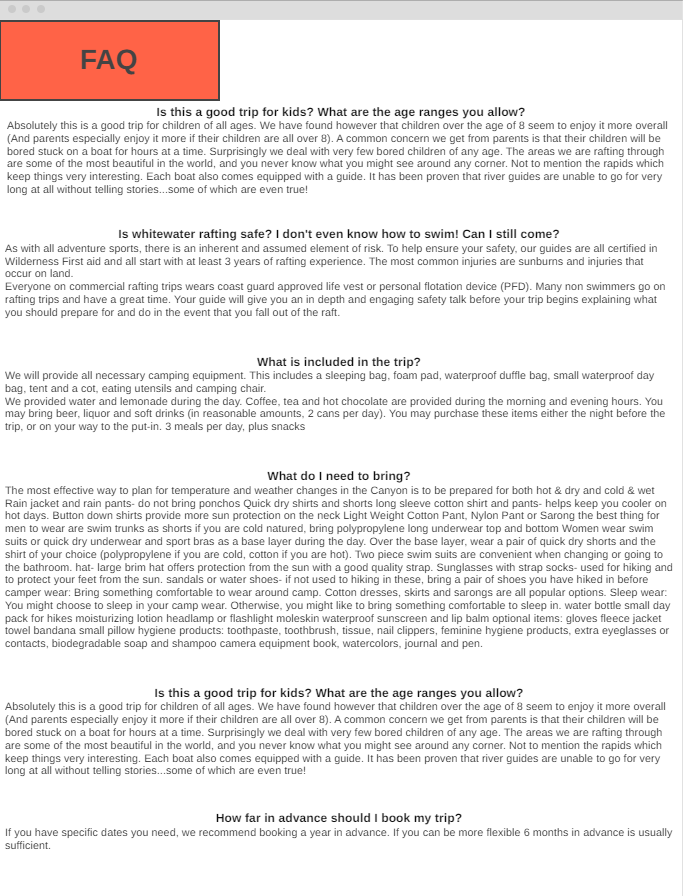 FAQ
Is this a good trip for kids? What are the age ranges you allow?
Absolutely this is a good trip for children of all ages. We have found however that children over the age of 8 seem to enjoy it more overall
(And parents especially enjoy it more if their children are all over 8). A common concern we get from parents is that their children will be
bored stuck on a boat for hours at a time. Surprisingly we deal with very few bored children of any age. The areas we are rafting through
are some of the most beautiful in the world, and you never know what you might see around any corner. Not to mention the rapids which
keep things very interesting. Each boat also comes equipped with a guide. It has been proven that river guides are unable to go for very
long at all without telling stories...some of which are even true!
Is whitewater rafting safe? I don't even know how to swim! Can I still come?
As with all adventure sports, there is an inherent and assumed element of risk. To help ensure your safety, our guides are all certified in
Wilderness First aid and all start with at least 3 years of rafting experience. The most common injuries are sunburns and injuries that
occur on land.
Everyone on commercial rafting trips wears coast guard approved life vest or personal flotation device (PFD). Many non swimmers go on
rafting trips and have a great time. Your guide will give you an in depth and engaging safety talk before your trip begins explaining what
you should prepare for and do in the event that you fall out of the raft.
What is included in the trip?
We will provide all necessary camping equipment. This includes a sleeping bag, foam pad, waterproof duffle bag, small waterproof day
bag, tent and a cot, eating utensils and camping chair.
We provided water and lemonade during the day. Coffee, tea and hot chocolate are provided during the morning and evening hours. You
may bring beer, liquor and soft drinks (in reasonable amounts, 2 cans per day). You may purchase these items either the night before the
trip, or on your way to the put-in. 3 meals per day, plus snacks
What do I need to bring?
The most effective way to plan for temperature and weather changes in the Canyon is to be prepared for both hot & dry and cold & wet
Rain jacket and rain pants- do not bring ponchos Quick dry shirts and shorts long sleeve cotton shirt and pants- helps keep you cooler on
hot days. Button down shirts provide more sun protection on the neck Light Weight Cotton Pant, Nylon Pant or Sarong the best thing for
men to wear are swim trunks as shorts if you are cold natured, bring polypropylene long underwear top and bottom Women wear swim
suits or quick dry underwear and sport bras as a base layer during the day. Over the base layer, wear a pair of quick dry shorts and the
shirt of your choice (polypropylene if you are cold, cotton if you are hot). Two piece swim suits are convenient when changing or going to
the bathroom. hat- large brim hat offers protection from the sun with a good quality strap. Sunglasses with strap socks- used for hiking and
to protect your feet from the sun. sandals or water shoes- if not used to hiking in these, bring a pair of shoes you have hiked in before
camper wear: Bring something comfortable to wear around camp. Cotton dresses, skirts and sarongs are all popular options. Sleep wear:
You might choose to sleep in your camp wear. Otherwise, you might like to bring something comfortable to sleep in. water bottle small day
pack for hikes moisturizing lotion headlamp or flashlight moleskin waterproof sunscreen and lip balm optional items: gloves fleece jacket
towel bandana small pillow hygiene products: toothpaste, toothbrush, tissue, nail clippers, feminine hygiene products, extra eyeglasses or
contacts, biodegradable soap and shampoo camera equipment book, watercolors, journal and pen.
Is this a good trip for kids? What are the age ranges you allow?
Absolutely this is a good trip for children of all ages. We have found however that children over the age of 8 seem to enjoy it more overall
(And parents especially enjoy it more if their children are all over 8). A common concern we get from parents is that their children will be
bored stuck on a boat for hours at a time. Surprisingly we deal with very few bored children of any age. The areas we are rafting through
are some of the most beautiful in the world, and you never know what you might see around any corner. Not to mention the rapids which
keep things very interesting. Each boat also comes equipped with a guide. It has been proven that river guides are unable to go for very
long at all without telling stories...some of which are even true!
How far in advance should I book my trip?
If you have specific dates you need, we recommend booking a year in advance. If you can be more flexible 6 months in advance is usually
sufficient.